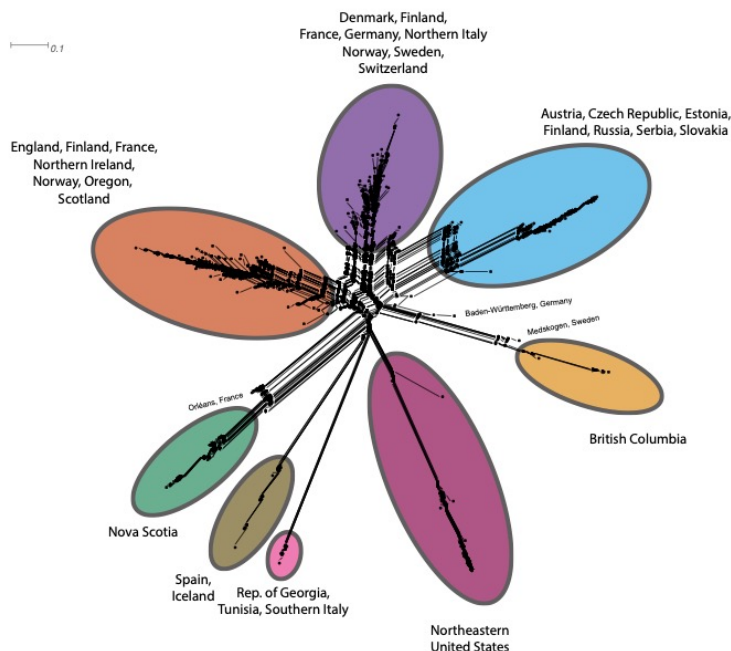 Denmark, Finland,
France, Germany, Northern Italy
Norway, Sweden,
Switzerland
0.1
Austria, Czech Republic, Estonia,
Finland, Russia, Serbia, Slovakia
England, Finland, France,
Northern Ireland,
Norway, Oregon,
Scotland
Baden-Württemberg, Germany
Medskogen, Sweden
Orléans, France
British Columbia
Nova Scotia
Spain,
Iceland
Rep. of Georgia,
Tunisia, Southern Italy
Northeastern
United States